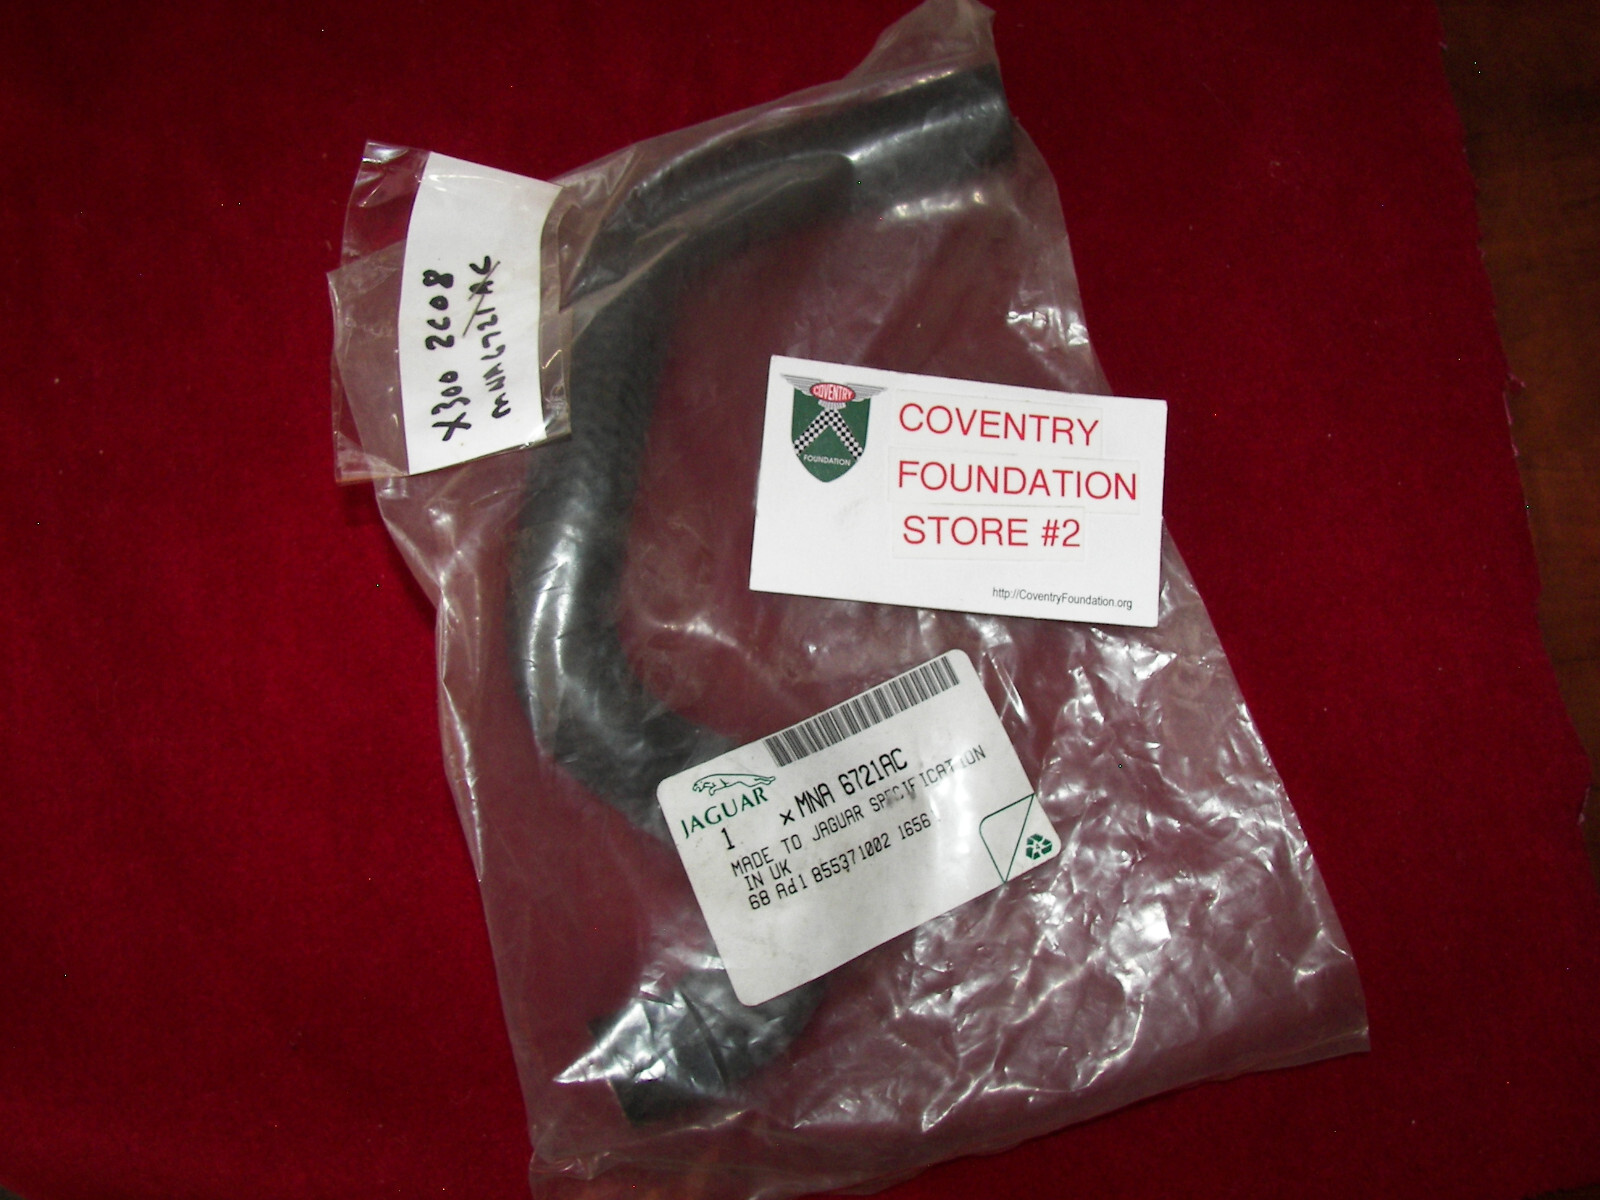 X300 2C08
MNA6721AC
COVENTRY
FOUNDATION
COVENTRY
FOUNDATION
STORE #2
http://CoventryFoundation.org
JAGUAR
1 x MNA 6721AC
MADE TO JAGUAR SPECIFICATION
IN UK
68 Ad1 855371002 1656